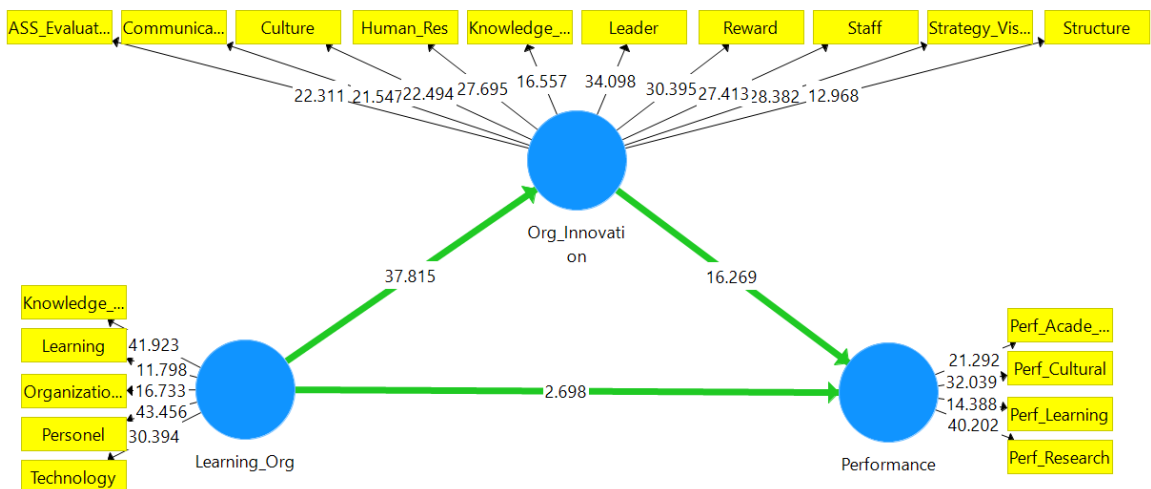 ASS_Evaluat... Communica... Culture Human_Res Knowledge_... Leader Reward Staff Strategy_Vis... Structure
22.311 21.547 22.494 27.695 16.557 34.098 30.395 27.413 28.382 12.968
Org_Innovati
on
37.815
16.269
Knowledge_...
41.923
Learning
11.798
Organizatio...
16.733
43.456
Personel
30.394
Technology
Learning_Org
2.698
Perf_Acade_...
21.292
Perf_Cultural
32.039
14.388
Perf_Learning
40.202
Perf_Research
Performance